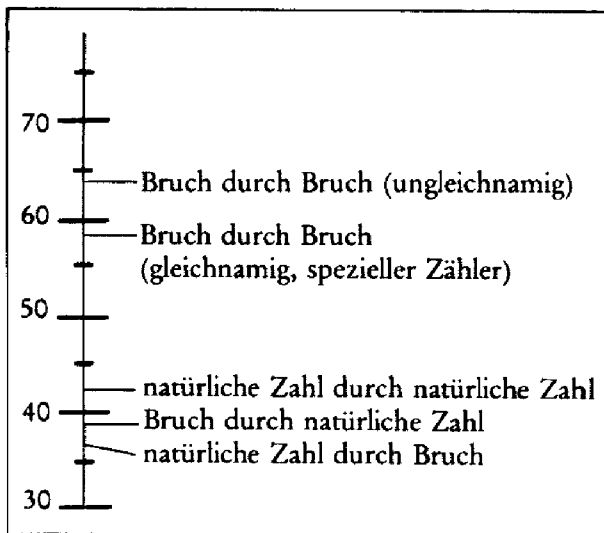 70
Bruch durch Bruch (ungleichnamig)
60
Bruch durch Bruch
(gleichnamig, spezieller Zähler)
50
natürliche Zahl durch natürliche Zahl
40
Bruch durch natürliche Zahl
natürliche Zahl durch Bruch
30